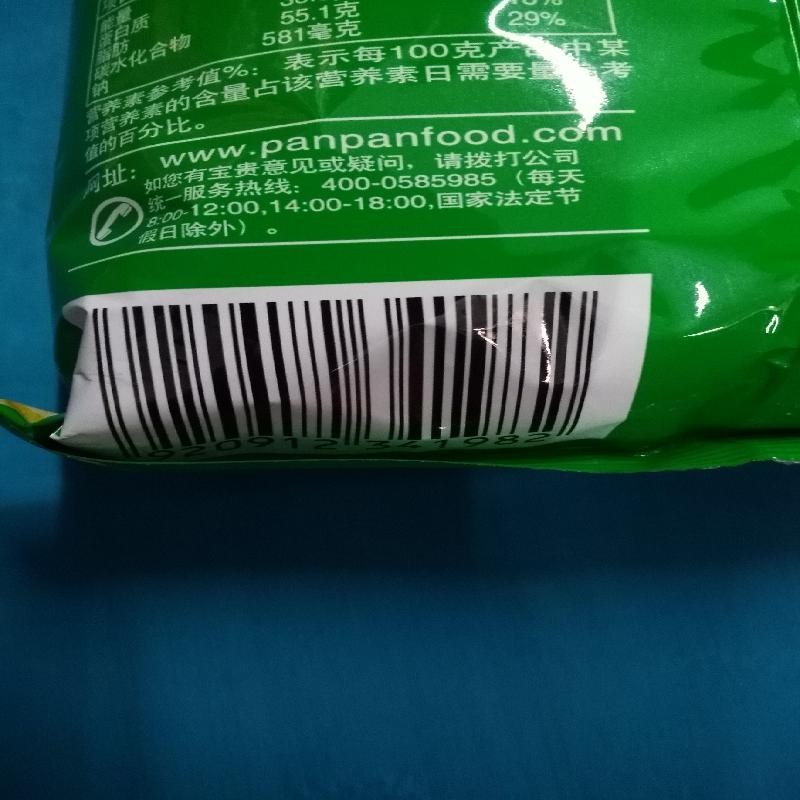 能量
蛋白质
脂肪
碳水化合物
钠
55.1克
581毫克
29%
营养素参考值%：表示每100克产品中某
项营养素的含量占该营养素日需要量参考
值的百分比。
网址：www.panpanfood.com
如您有宝贵意见或疑问，请拨打公司
统一服务热线：400-0585985（每天
8:00-12:00,14:00-18:00,国家法定节
假日除外）。
920912 341982